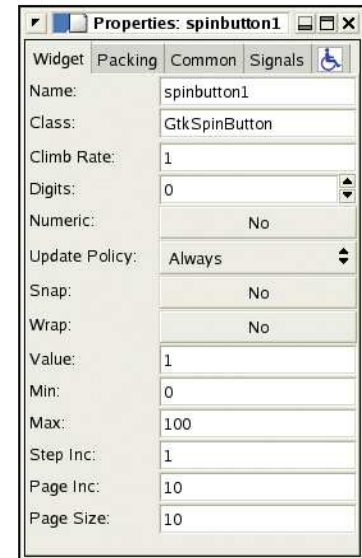 Properties: spinbutton1
Widget Packing Common Signals
Name: spinbutton1
Class: GtkSpinButton
Climb Rate: 1
Digits: 0
Numeric: No
Update Policy: Always
Snap: No
Wrap: No
Value: 1
Min: 0
Max: 100
Step Inc: 1
Page Inc: 10
Page Size: 10